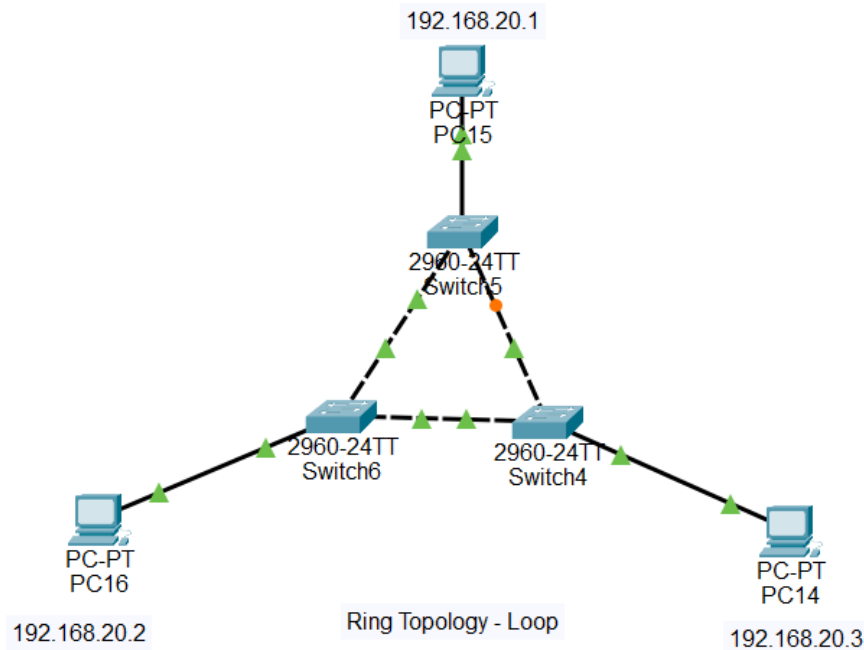 192.168.20.1
PC-PT
PC15
2960-24TT
Switch5
2960-24TT
Switch6
2960-24TT
Switch4
PC-PT
PC16
PC-PT
PC14
192.168.20.2
Ring Topology - Loop
192.168.20.3